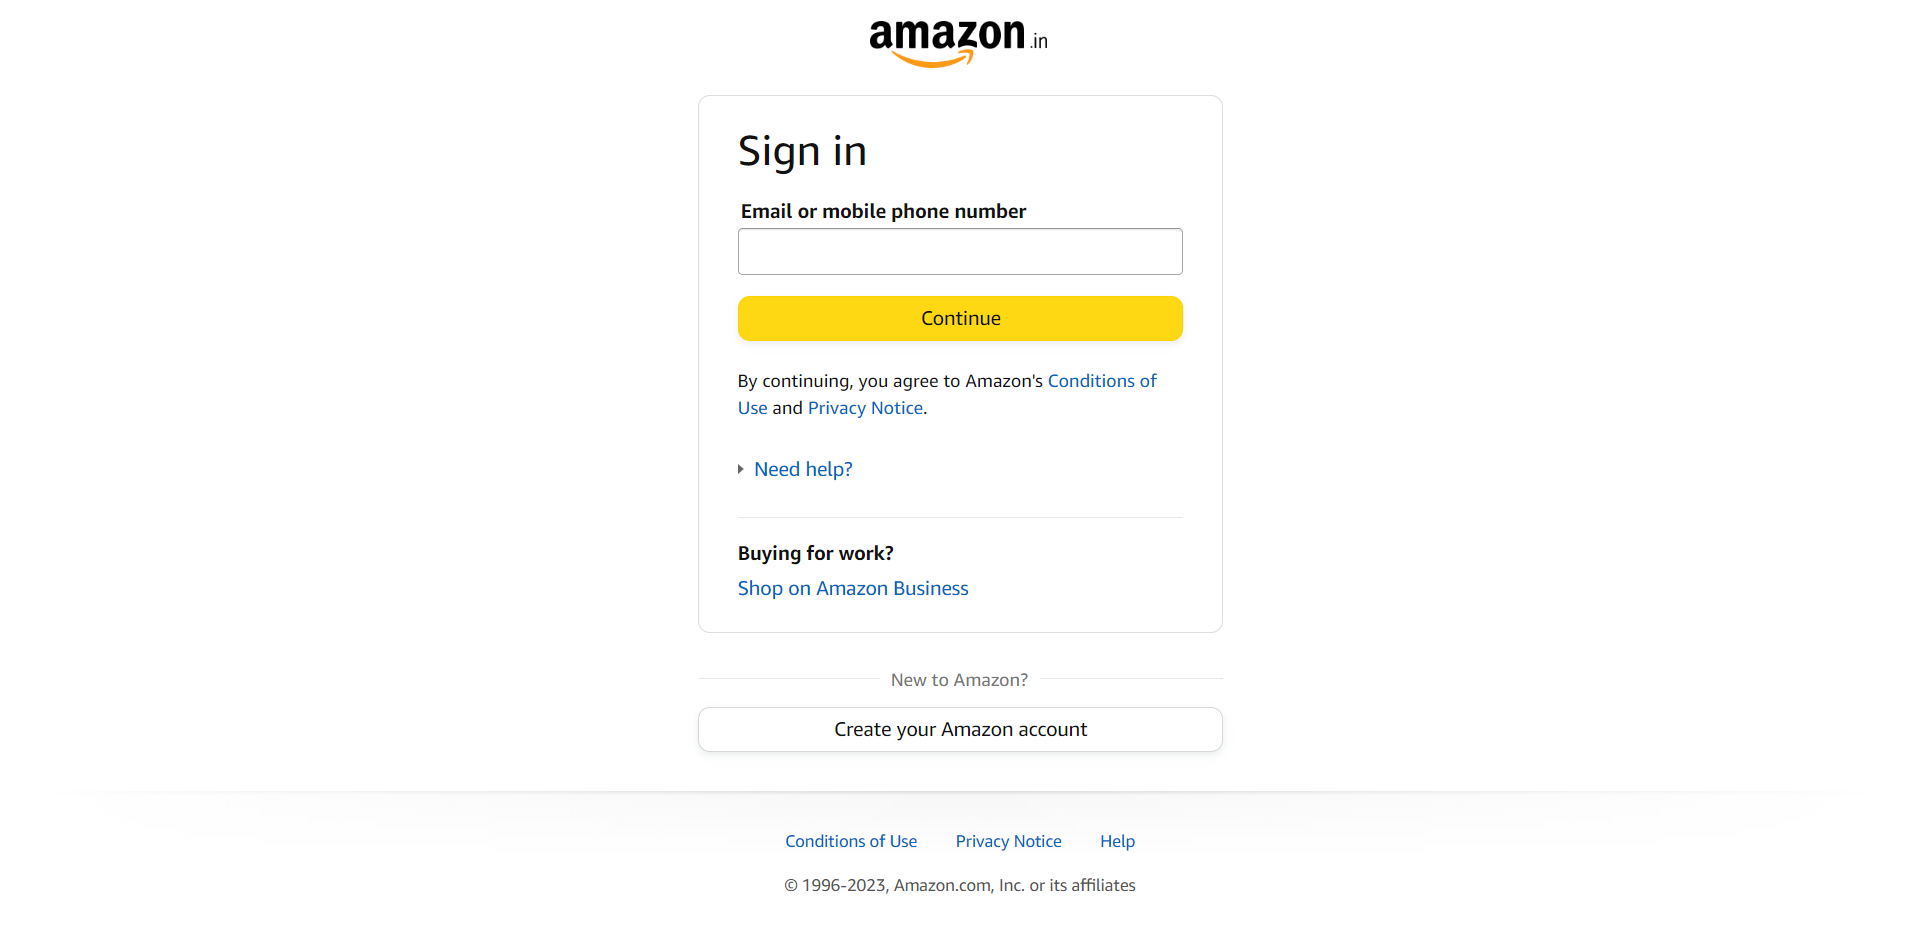 amazon.in
Sign in
Email or mobile phone number
Continue
By continuing, you agree to Amazon's Conditions of
Use and Privacy Notice.
Need help?
Buying for work?
Shop on Amazon Business
New to Amazon?
Create your Amazon account
Conditions of Use Privacy Notice Help
© 1996-2023, Amazon.com, Inc. or its affiliates